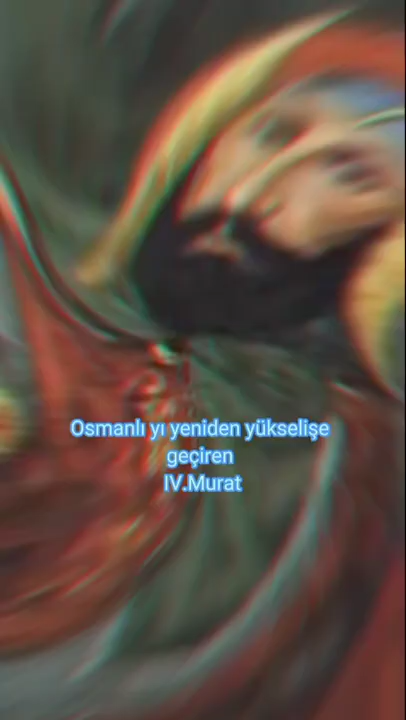 Osmanlı yı yeniden yükselişe
geçiren
IV.Murat